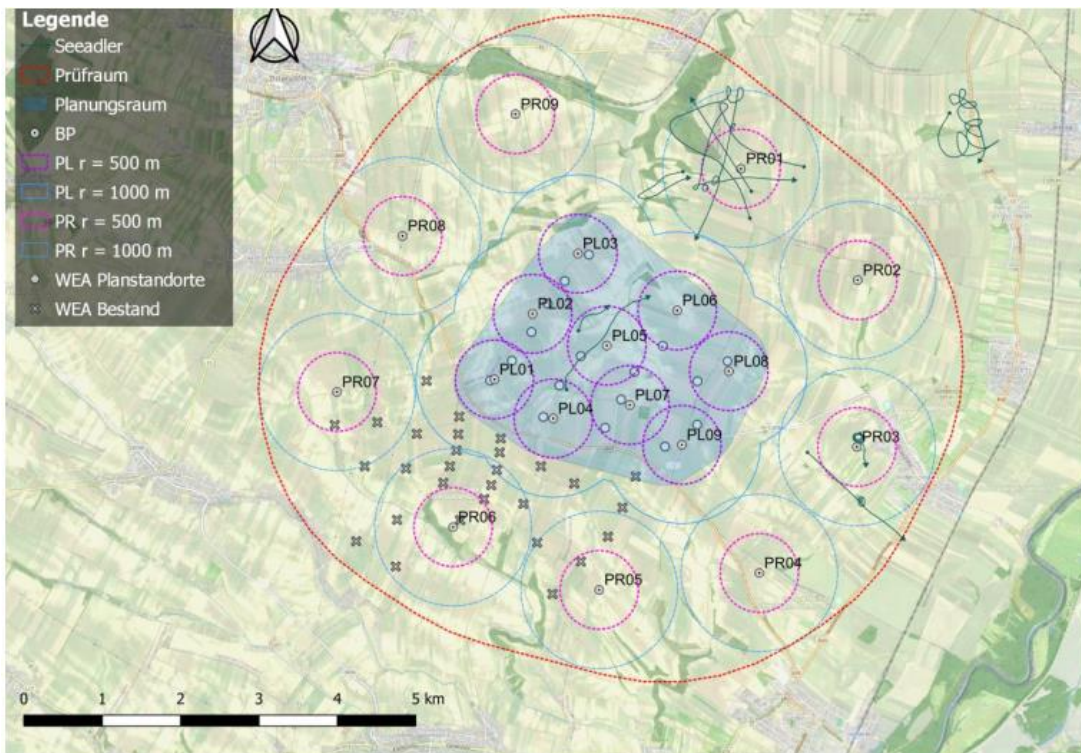 Legende
Seeadler
Prüfraum
Planungsraum
BP
PL r = 500 m
PL r = 1000 m
PR r = 500 m
PR r = 1000 m
WEA Planstandorte
WEA Bestand
PR09
PR01
PR08
PL03
PR02
PL02
PL06
PL05
PL08
PL01
PR07
PL04
PL07
PL09
PR03
PR06
PR04
PR05
0 1 2 3 4 5 km